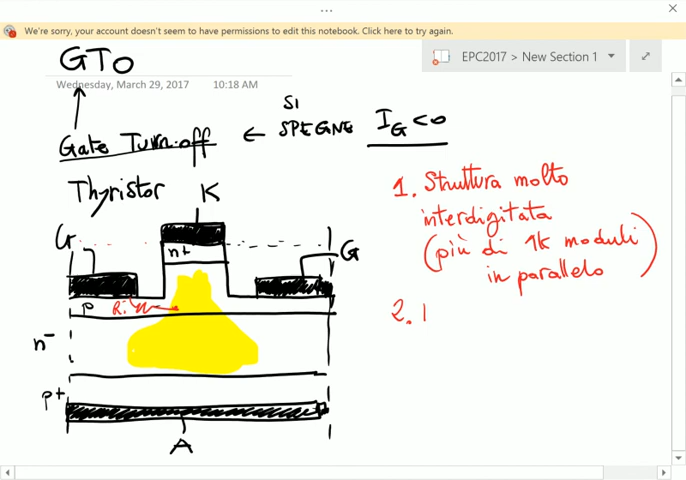 We're sorry, your account doesn't seem to have permissions to edit this notebook. Click here to try again.
EPC2017 > New Section 1
GTO
Wednesday, March 29, 2017 10:18 AM
Gate Turn-off
← SI SPEGNE
I_G < 0
Thyristor
K
1. Struttura molto
interdigitata
(più di 1k moduli
in parallelo)
2.
G
n+
G
p
n-
p+
A